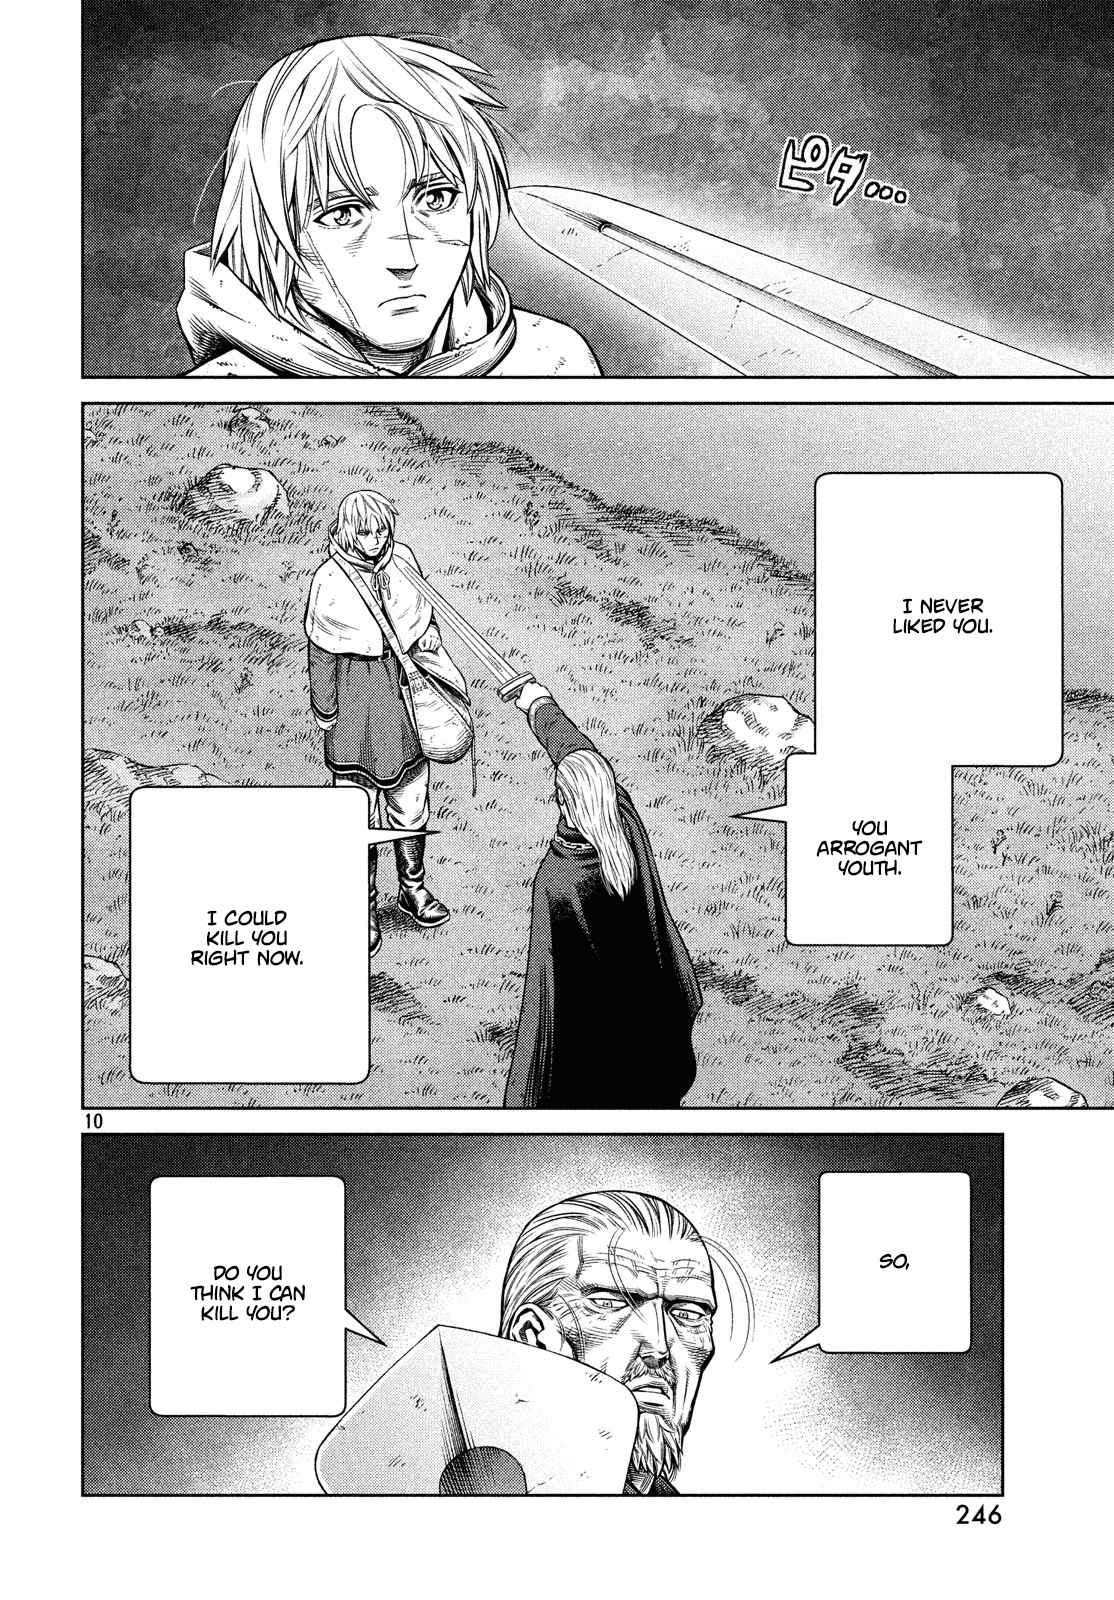 ピタ...
I NEVER
LIKED YOU.
YOU
ARROGANT
YOUTH.
I COULD
KILL YOU
RIGHT NOW.
10
SO,
DO YOU
THINK I CAN
KILL YOU?
246